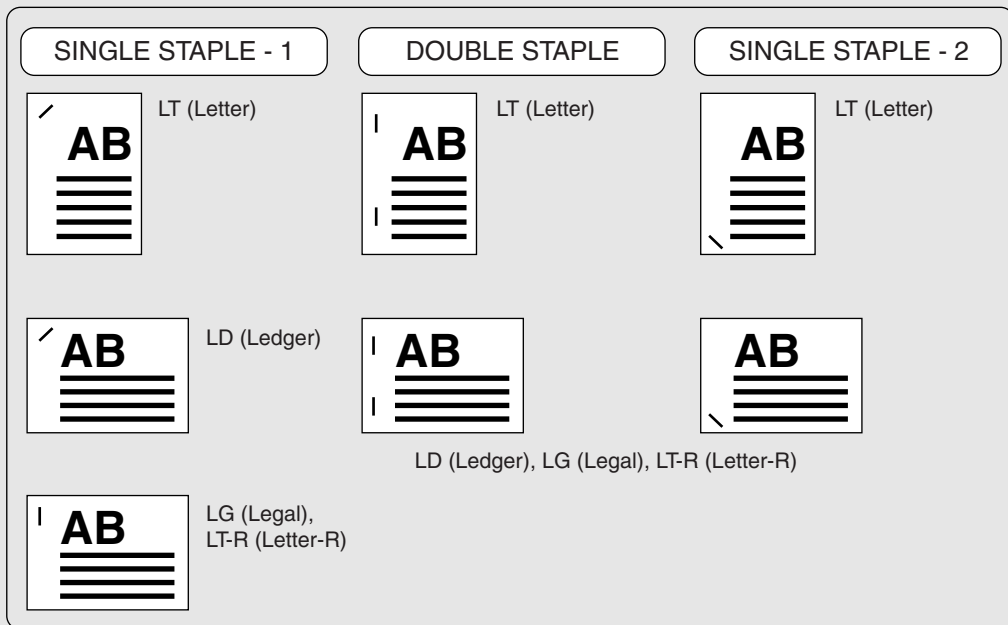 SINGLE STAPLE - 1
DOUBLE STAPLE
SINGLE STAPLE - 2
AB
LT (Letter)
AB
LT (Letter)
AB
LT (Letter)
AB
LD (Ledger)
AB
AB
LD (Ledger), LG (Legal), LT-R (Letter-R)
AB
LG (Legal),
LT-R (Letter-R)